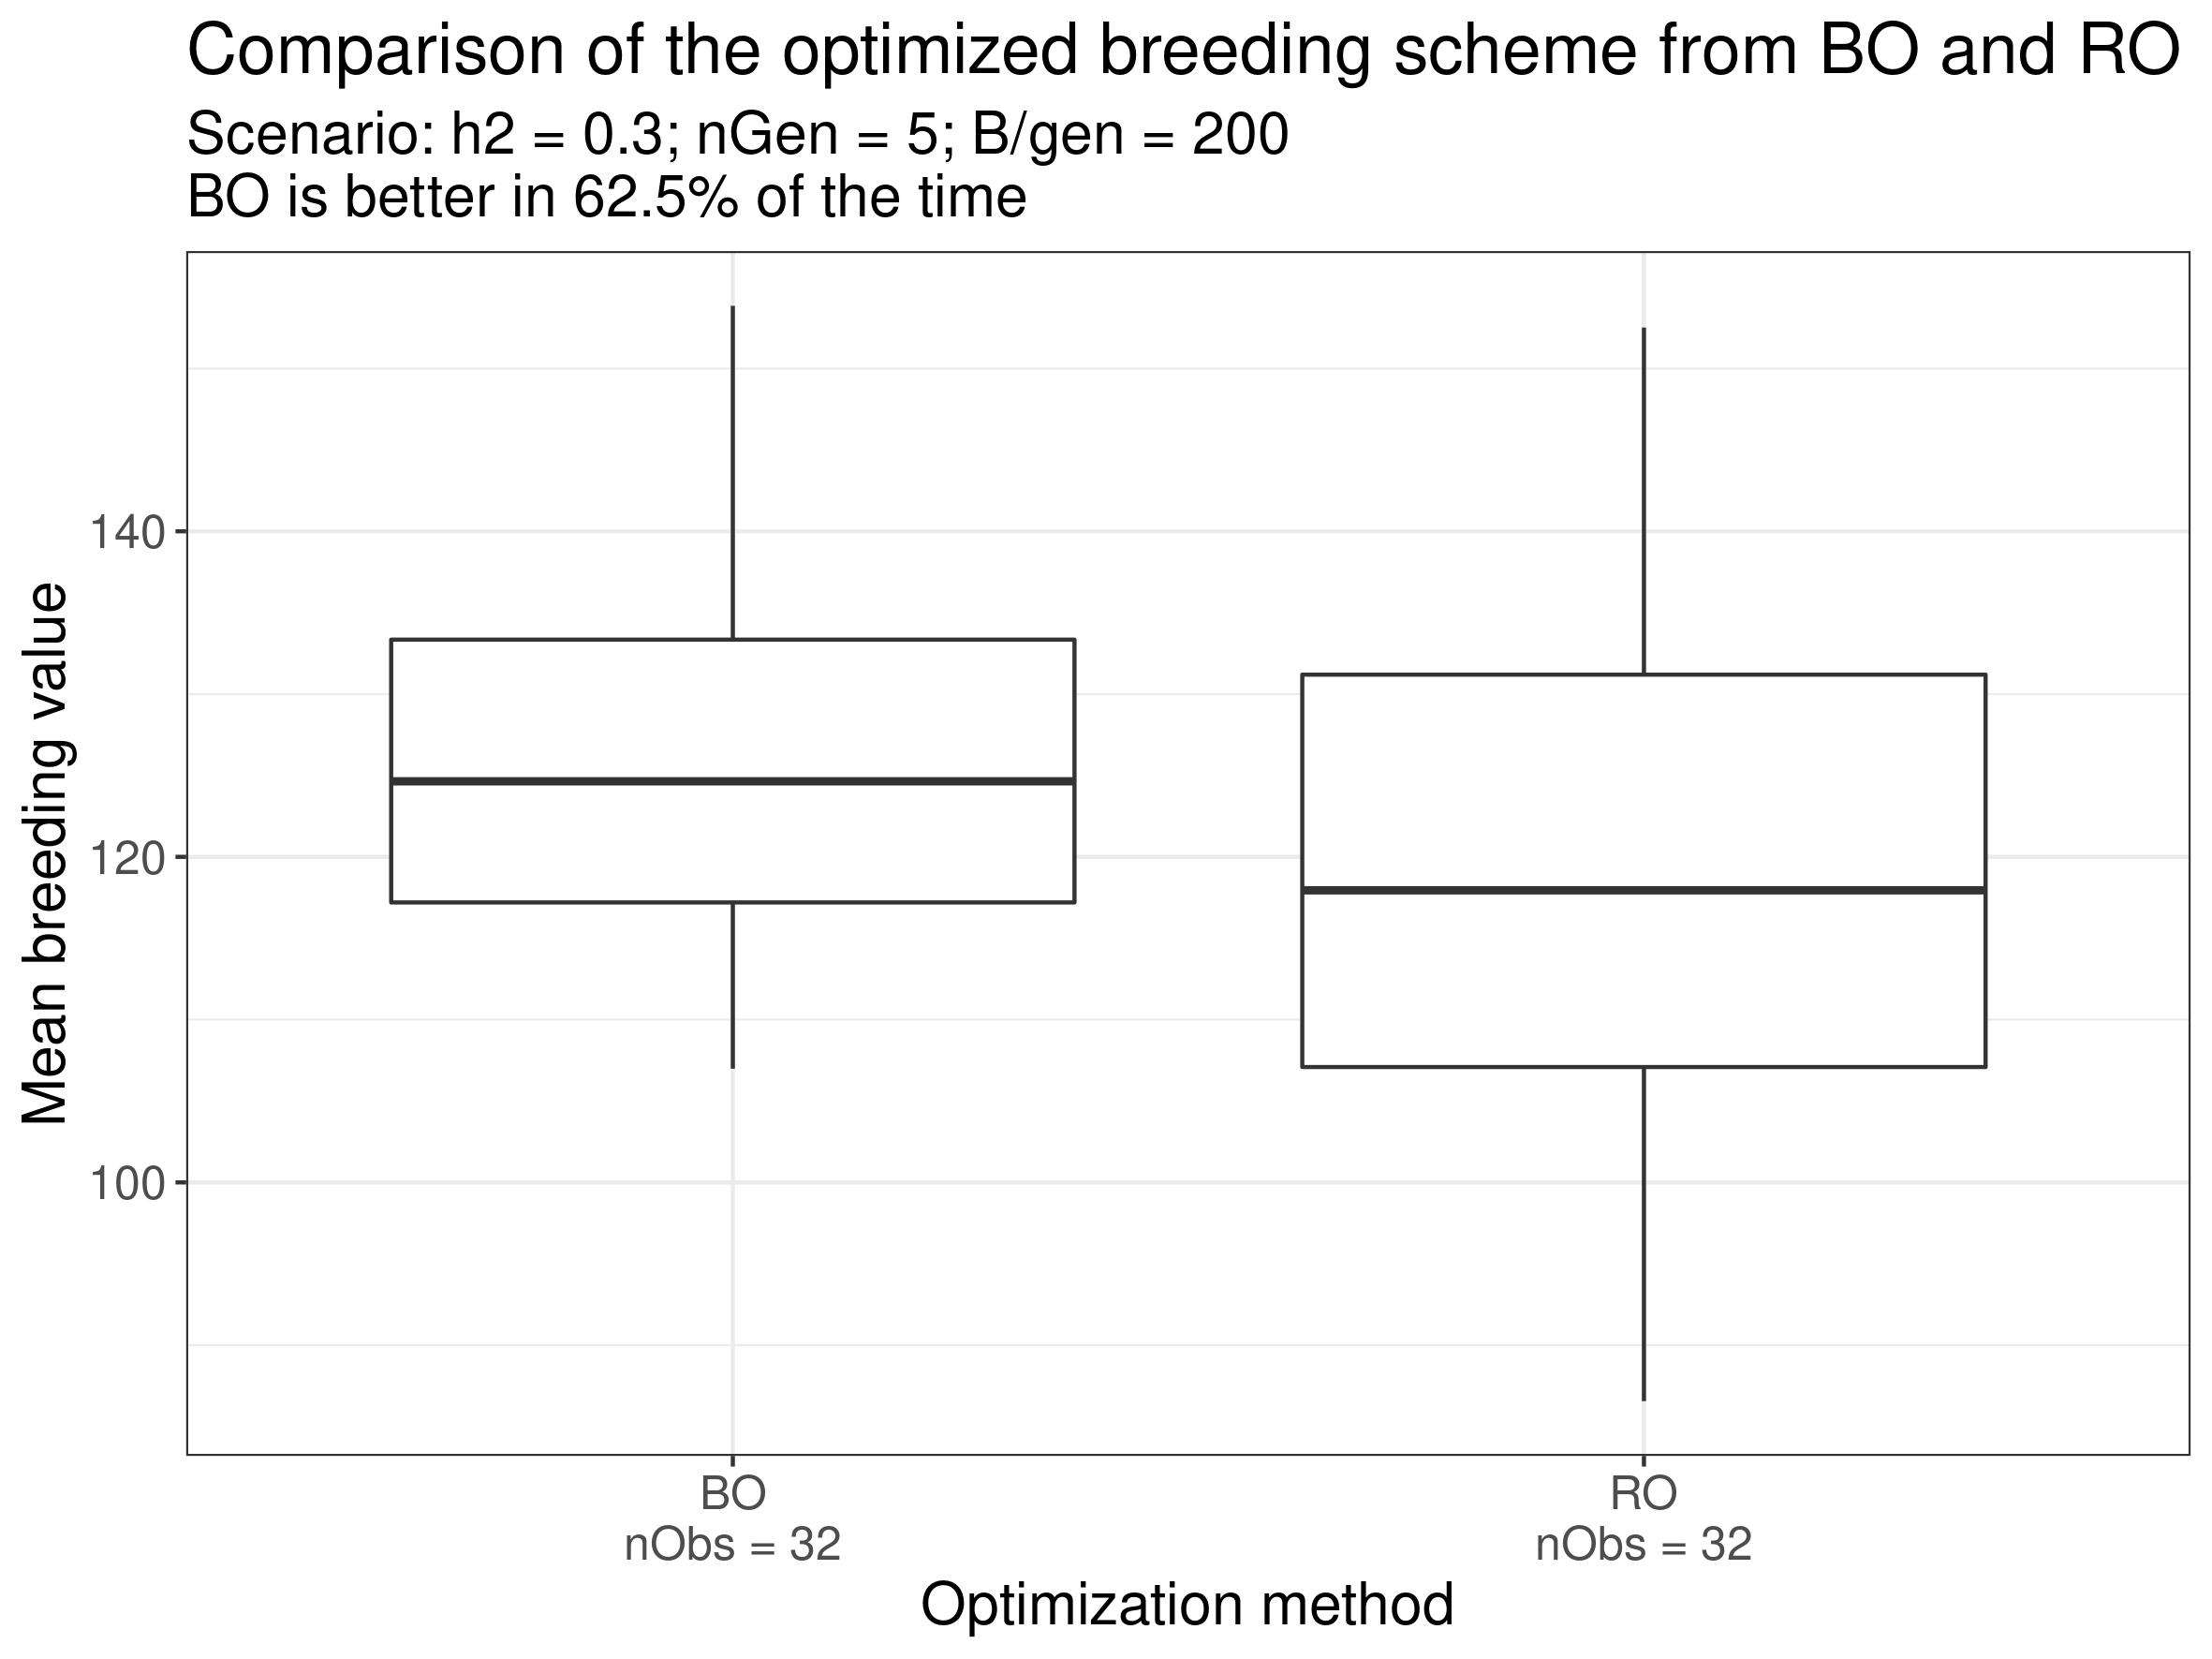 Comparison of the optimized breeding scheme from BO and RO
Scenario: h2 = 0.3; nGen = 5; B/gen = 200
BO is better in 62.5% of the time
Mean breeding value
140
120
100
BO
nObs = 32
RO
nObs = 32
Optimization method